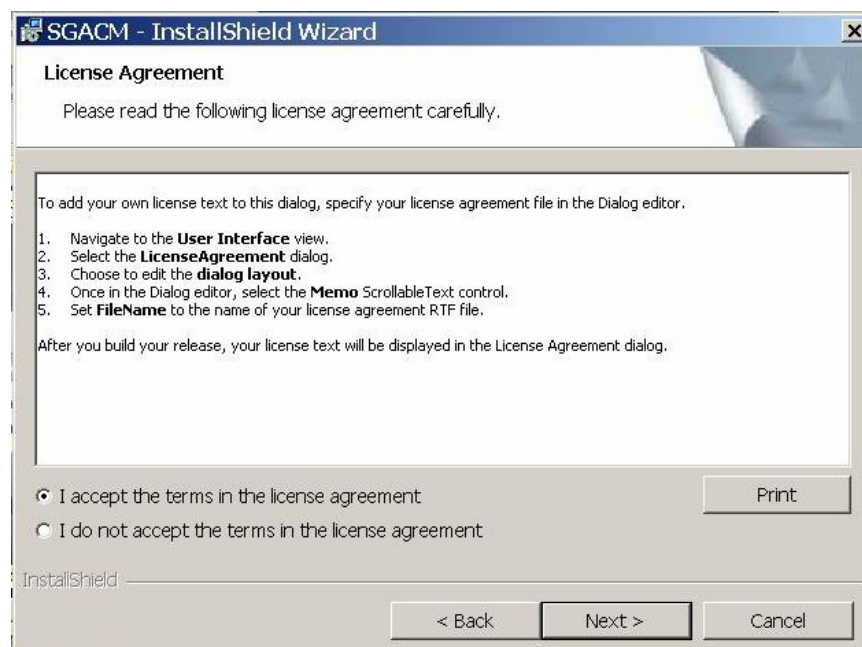 SGACM - InstallShield Wizard
License Agreement
Please read the following license agreement carefully.
To add your own license text to this dialog, specify your license agreement file in the Dialog editor.
1. Navigate to the User Interface view.
2. Select the LicenseAgreement dialog.
3. Choose to edit the dialog layout.
4. Once in the Dialog editor, select the Memo ScrollableText control.
5. Set FileName to the name of your license agreement RTF file.
After you build your release, your license text will be displayed in the License Agreement dialog.
I accept the terms in the license agreement
Print
I do not accept the terms in the license agreement
InstallShield
< Back
Next >
Cancel